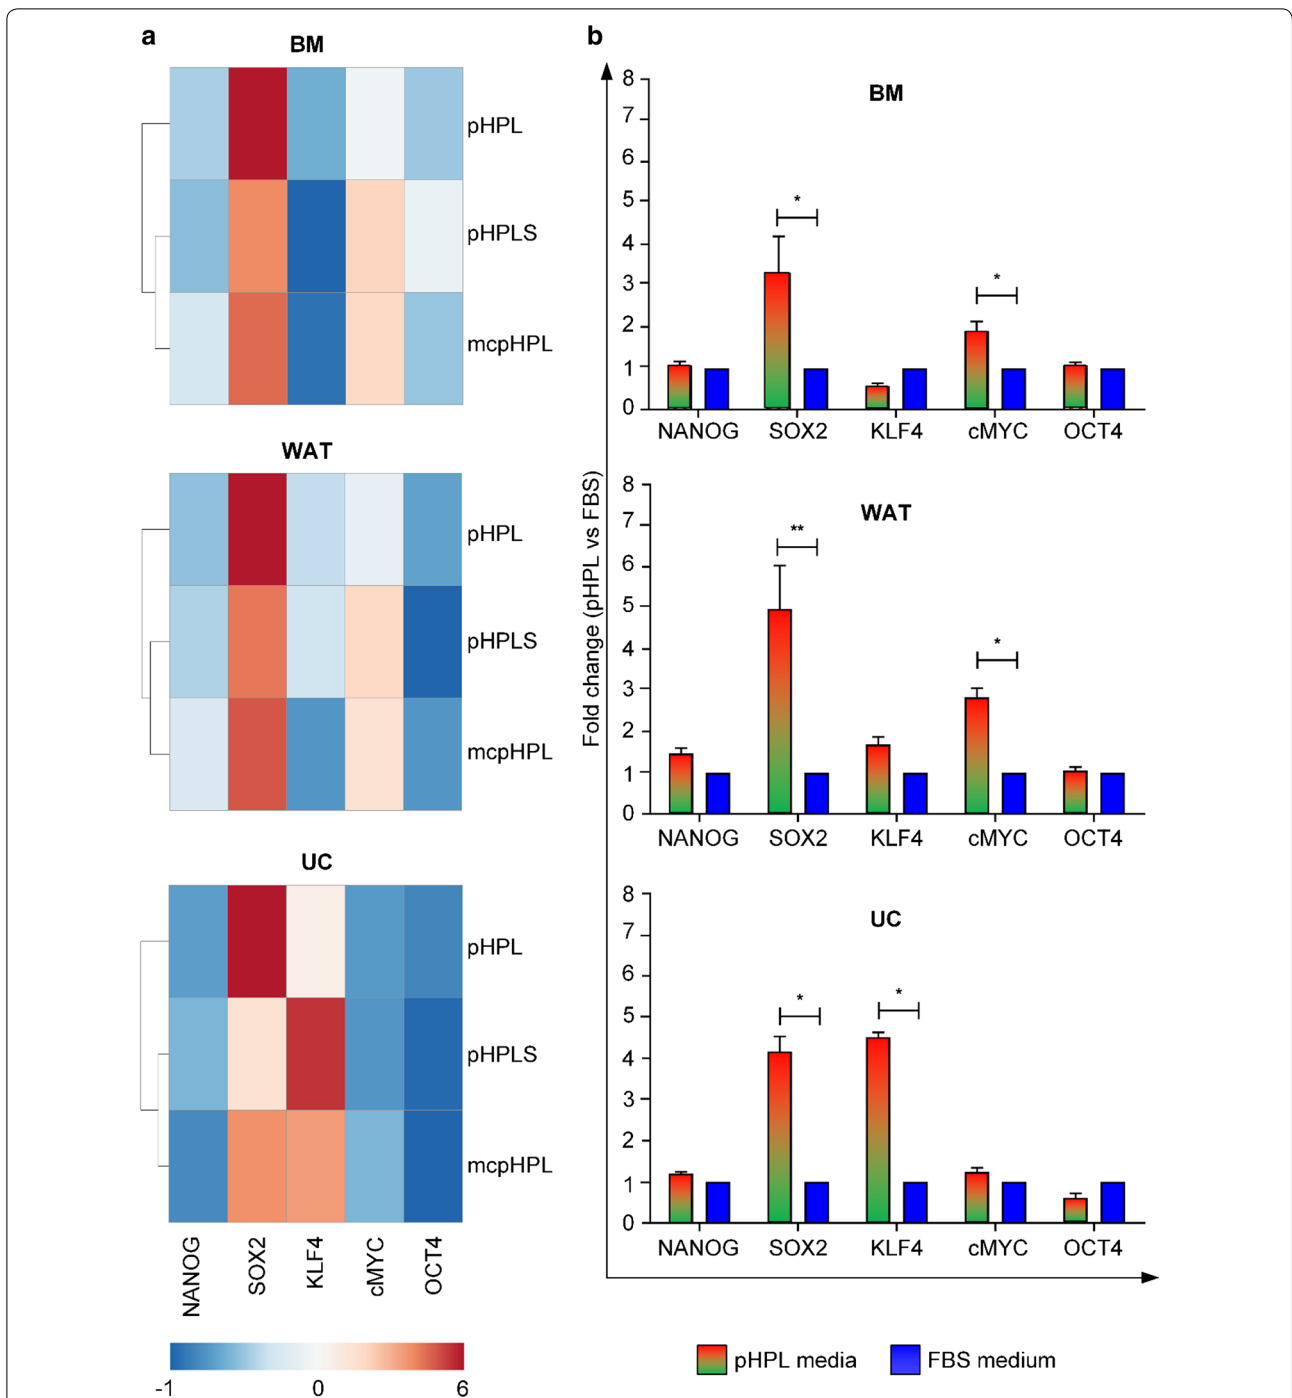 a
BM
pHPL
pHPLS
mcpHPL
WAT
pHPL
pHPLS
mcpHPL
UC
pHPL
pHPLS
mcpHPL
NANOG SOX2 KLF4 cMYC OCT4
-1 0 6
b
Fold change (pHPL vs FBS)
BM
8
7
6
5
4
3
2
1
0
* *
NANOG SOX2 KLF4 cMYC OCT4
WAT
8
7
6
5
4
3
2
1
0
** *
NANOG SOX2 KLF4 cMYC OCT4
UC
8
7
6
5
4
3
2
1
0
* *
NANOG SOX2 KLF4 cMYC OCT4
pHPL media FBS medium